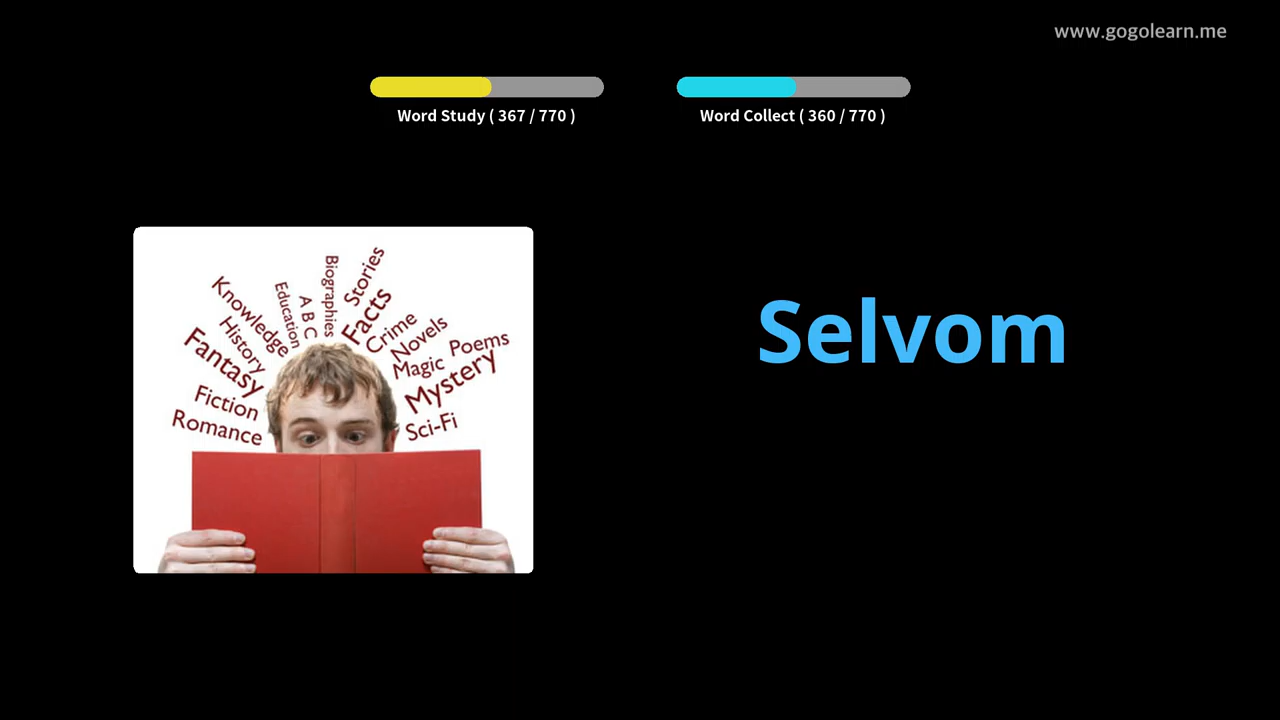 www.gogolearn.me
Word Study ( 367 / 770 )
Word Collect ( 360 / 770 )
Selvom
Romance
Fiction
Fantasy
History
Knowledge
Education
A B C
Biographies
Stories
Facts
Crime
Novels
Magic
Poems
Mystery
Sci-Fi